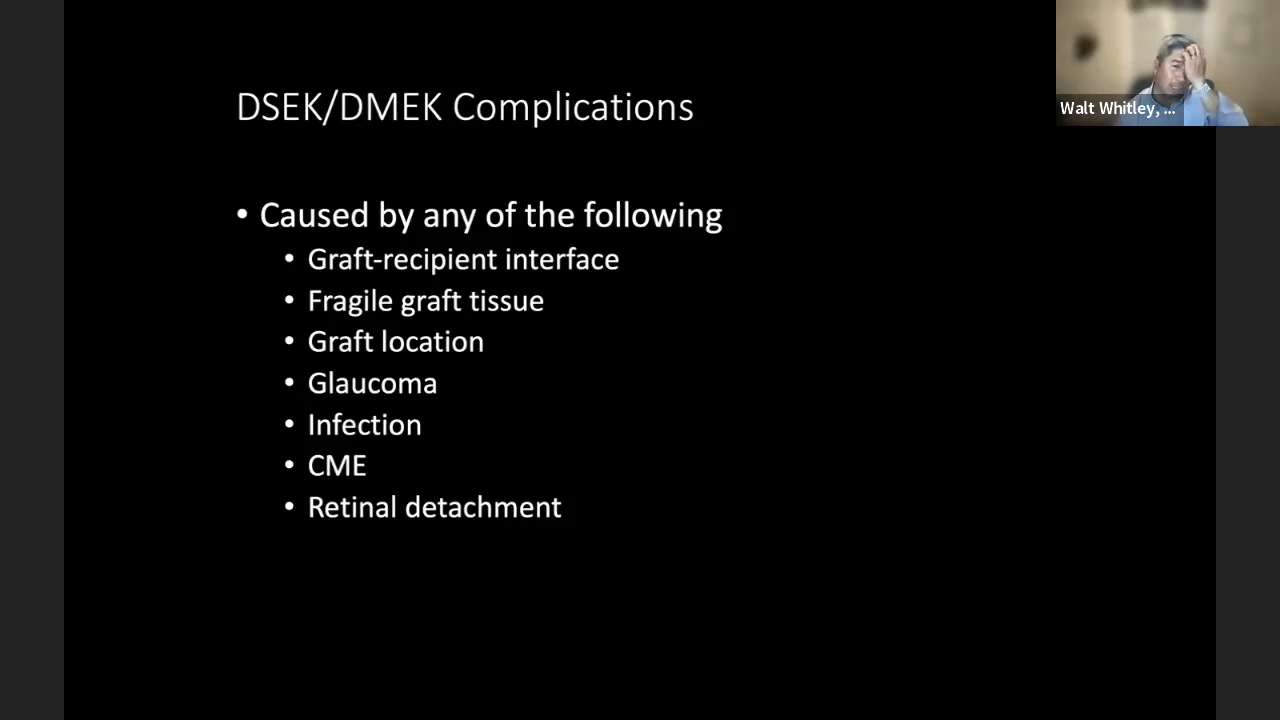 DSEK/DMEK Complications
• Caused by any of the following
• Graft-recipient interface
• Fragile graft tissue
• Graft location
• Glaucoma
• Infection
• CME
• Retinal detachment
Walt Whitley, ...